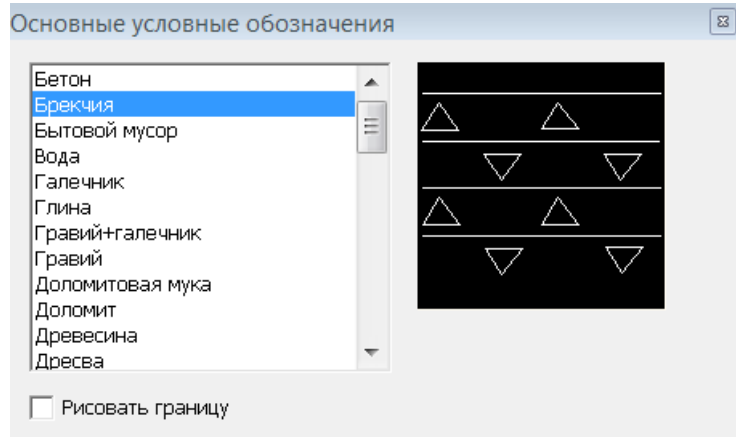 Основные условные обозначения
Бетон
Брекчия
Бытовой мусор
Вода
Галечник
Глина
Гравий+галечник
Гравий
Доломитовая мука
Доломит
Древесина
Дресва
Рисовать границу